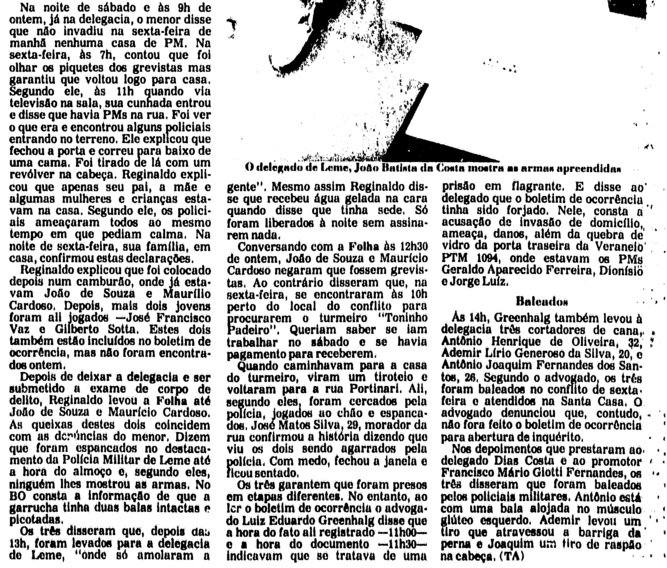 Na noite de sábado e às 9h de
ontem, já na delegacia, o menor disse
que não invadiu na sexta-feira de
manhã nenhuma casa de PM. Na
sexta-feira, às 7h, contou que foi
olhar os piquetes dos grevistas mas
garantiu que voltou logo para casa.
Segundo ele, às 11h quando via
televisão na sala, sua cunhada entrou
e disse que havia PMs na rua. Foi ver
o que era e encontrou alguns policiais
entrando no terreno. Ele explicou que
fechou a porta e correu para baixo de
uma cama. Foi tirado de lá com um
revólver na cabeça. Reginaldo expli-
cou que apenas seu pai, a mãe e
algumas mulheres e crianças esta-
vam na casa. Segundo ele, os polici-
ais ameaçaram todos ao mesmo
tempo em que pediam calma. Na
noite de sexta-feira, sua família, em
casa, confirmou estas declarações.
Reginaldo explicou que foi colocado
depois num camburão, onde já esta-
vam João de Souza e Maurílio
Cardoso. Depois, mais dois jovens
foram ali jogados —José Francisco
Vaz e Gilberto Sotta. Estes dois
também estão incluídos no boletim de
ocorrência, mas não foram encontra-
dos ontem.
Depois de deixar a delegacia e ser
submetido a exame de corpo de
delito, Reginaldo levou a Folha até
João de Souza e Maurício Cardoso.
As queixas destes dois coincidem
com as denúncias do menor. Dizem
que foram espancados no destaca-
mento da Polícia Militar de Leme até
a hora do almoço e, segundo eles,
ninguém lhes mostrou as armas. No
BO consta a informação de que a
garrucha tinha duas balas intactas e
picotadas.
Os três disseram que, depois das
13h, foram levados para a delegacia
de Leme, "onde só amolaram a
O delegado de Leme, João Batista da Costa mostra as armas apreendidas
gente". Mesmo assim Reginaldo dis-
se que recebeu água gelada na cara
quando disse que tinha sede. Só
foram liberados à noite sem assina-
rem nada.
Conversando com a Folha às 12h30
de ontem, João de Souza e Maurício
Cardoso negaram que fossem grevis-
tas. Ao contrário disseram que, na
sexta-feira, se encontraram às 10h
perto do local do conflito para
procurarem o turmeiro "Toninho
Padeiro". Queriam saber se iam
trabalhar no sábado e se havia
pagamento para receberem.
Quando caminhavam para a casa
do turmeiro, viram um tiroteio e
voltaram para a rua Portinari. Ali,
segundo eles, foram cercados pela
polícia, jogados ao chão e espanca-
dos. José Matos Silva, 29, morador da
rua confirmou a história dizendo que
viu os dois sendo agarrados pela
polícia. Com medo, fechou a janela e
ficou sentado.
Os três garantem que foram presos
em etapas diferentes. No entanto, ao
ler o boletim de ocorrência o advoga-
do Luiz Eduardo Greenhalg disse que
a hora do fato ali registrado —11h00—
e a hora do documento —11h30—
indicavam que se tratava de uma
prisão em flagrante. E disse ao
delegado que o boletim de ocorrência
tinha sido forjado. Nele, consta a
acusação de invasão de domicílio,
ameaça, danos, além da quebra de
vidro da porta traseira da Veraneio
PTM 1094, onde estavam os PMs
Geraldo Aparecido Ferreira, Dionísio
e Jorge Luíz.
Baleados
Às 14h, Greenhalg também levou à
delegacia três cortadores de cana,
Antônio Henrique de Oliveira, 32,
Ademir Lírio Generoso da Silva, 20, e
Antônio Joaquim Fernandes dos San-
tos, 26. Segundo o advogado, os três
foram baleados no conflito de sexta-
feira e atendidos na Santa Casa. O
advogado denunciou que, contudo,
não fora feito o boletim de ocorrência
para abertura de inquérito.
Nos depoimentos que prestaram ao
delegado Dias Costa e ao promotor
Francisco Mário Giotti Fernandes, os
três disseram que foram baleados
pelos policiais militares. Antônio está
com uma bala alojada no músculo
glúteo esquerdo. Ademir levou um
tiro que atravessou a barriga da
perna e Joaquim um tiro de raspão
na cabeça. (TA)